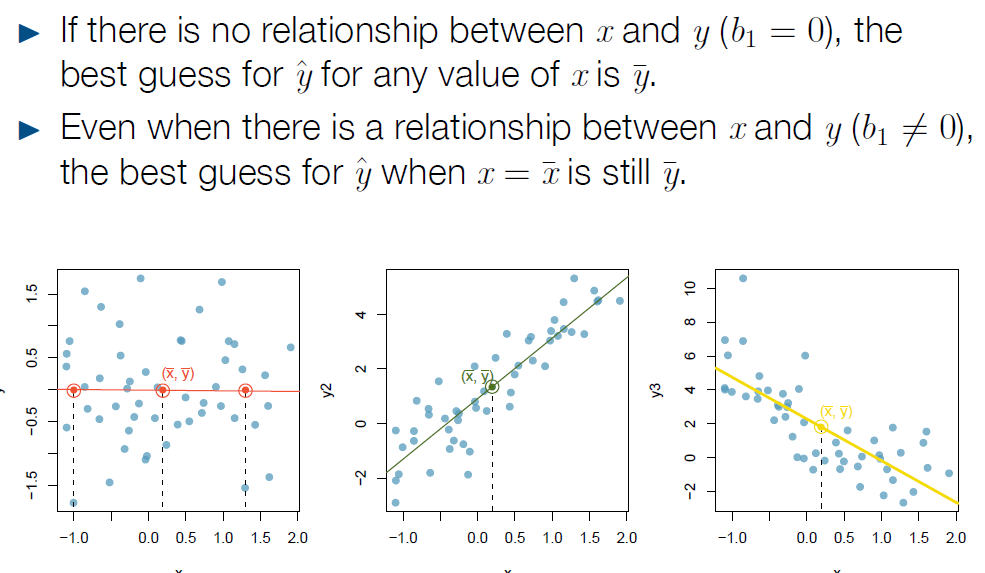 ► If there is no relationship between x and y (b₁ = 0), the
best guess for ŷ for any value of x is ȳ.
► Even when there is a relationship between x and y (b₁ ≠ 0),
the best guess for ŷ when x = x̄ is still ȳ.
1.5
0.5
−0.5
−1.5
(x̄, ȳ)
−1.0 0.0 0.5 1.0 1.5 2.0
y2
4
2
0
−2
(x̄, ȳ)
−1.0 0.0 0.5 1.0 1.5 2.0
y3
10
8
6
4
2
0
−2
(x̄, ȳ)
−1.0 0.0 0.5 1.0 1.5 2.0